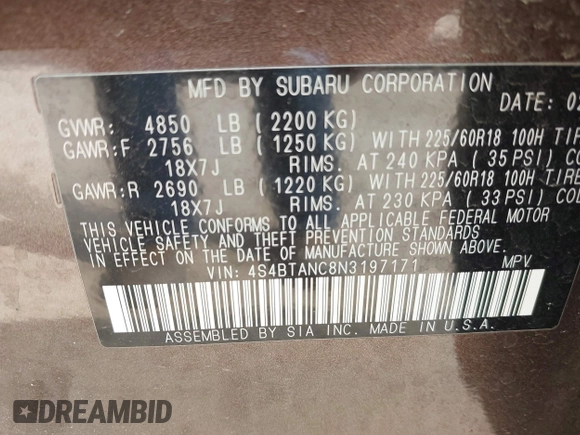 MFD BY SUBARU CORPORATION
DATE:
GVWR: 4850 LB (2200 KG)
GAWR:F 2756 LB (1250 KG) WITH 225/60R18 100H TIRE
18X7J RIMS. AT 240 KPA (35 PSI)
GAWR:R 2690 LB (1220 KG) WITH 225/60R18 100H TIRE
18X7J RIMS. AT 230 KPA (33 PSI)
THIS VEHICLE CONFORMS TO ALL APPLICABLE FEDERAL MOTOR
VEHICLE SAFETY AND THEFT PREVENTION STANDARDS
IN EFFECT ON THE DATE OF MANUFACTURE SHOWN ABOVE.
VIN: 4S4BTANC8N3197171 MPV
ASSEMBLED BY SIA INC. MADE IN U.S.A.
DREAMBID